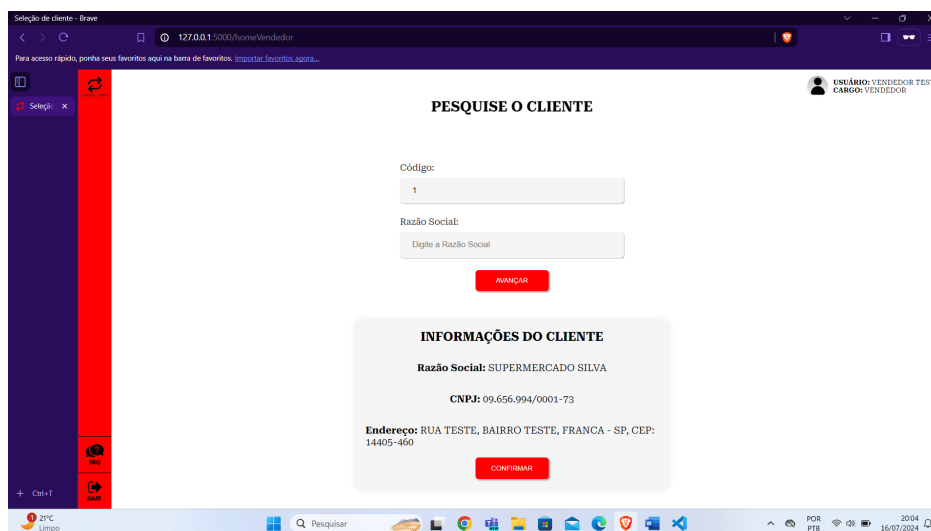 Seleção de cliente - Brave
127.0.0.1:5000/homeVendedor
Para acesso rápido, ponha seus favoritos aqui na barra de favoritos. Importar favoritos agora...
Seleçã
USUÁRIO: VENDEDOR TES
CARGO: VENDEDOR
PESQUISE O CLIENTE
Código:
1
Razão Social:
Digite a Razão Social
AVANÇAR
INFORMAÇÕES DO CLIENTE
Razão Social: SUPERMERCADO SILVA
CNPJ: 09.656.994/0001-73
Endereço: RUA TESTE, BAIRRO TESTE, FRANCA - SP, CEP:
14405-460
CONFIRMAR
FAQ
SAIR
+ Ctrl+T
1
21°C
Limpo
Pesquisar
POR
PTB
20:04
16/07/2024